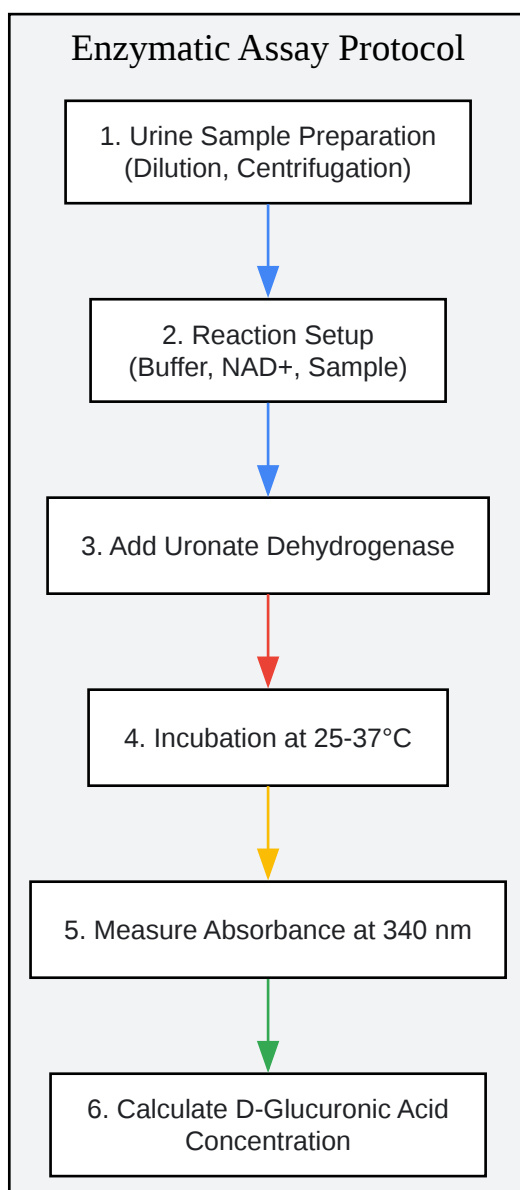 Enzymatic Assay Protocol
1. Urine Sample Preparation
(Dilution, Centrifugation)
2. Reaction Setup
(Buffer, NAD+, Sample)
3. Add Uronate Dehydrogenase
4. Incubation at 25-37°C
5. Measure Absorbance at 340 nm
6. Calculate D-Glucuronic Acid
Concentration